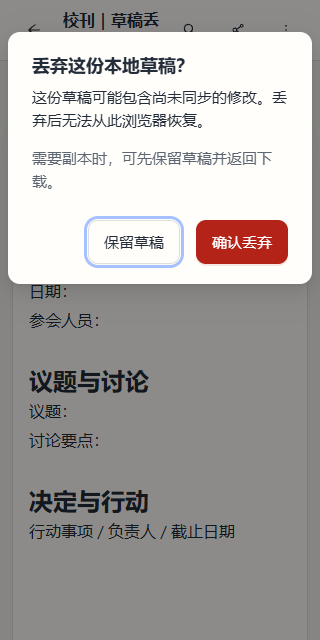 校刊 | 草稿丢
丢弃这份本地草稿？
这份草稿可能包含尚未同步的修改。丢
弃后无法从此浏览器恢复。
需要副本时，可先保留草稿并返回下
载。
保留草稿
确认丢弃
日期：
参会人员：
议题与讨论
议题：
讨论要点：
决定与行动
行动事项 / 负责人 / 截止日期